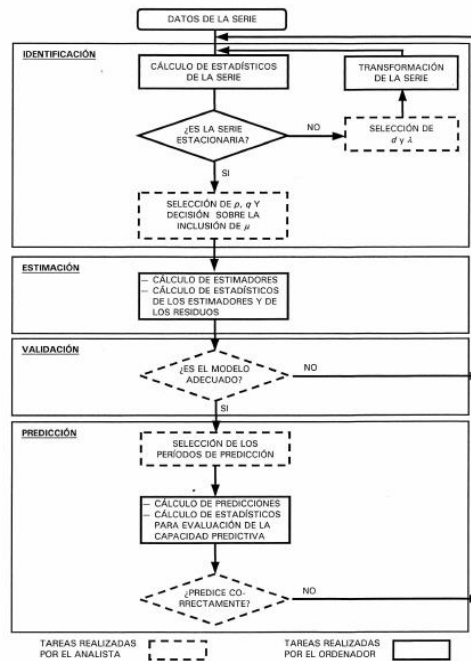 DATOS DE LA SERIE
IDENTIFICACIÓN
CÁLCULO DE ESTADÍSTICOS
DE LA SERIE
TRANSFORMACIÓN
DE LA SERIE
¿ES LA SERIE
ESTACIONARIA?
NO
SELECCIÓN DE
d y λ
SI
SELECCIÓN DE p, q Y
DECISIÓN SOBRE LA
INCLUSIÓN DE μ
ESTIMACIÓN
— CÁLCULO DE ESTIMADORES
— CÁLCULO DE ESTADÍSTICOS
DE LOS ESTIMADORES Y DE
LOS RESIDUOS
VALIDACIÓN
¿ES EL MODELO
ADECUADO?
NO
SI
PREDICCIÓN
SELECCIÓN DE LOS
PERÍODOS DE PREDICCIÓN
— CÁLCULO DE PREDICCIONES
— CÁLCULO DE ESTADÍSTICOS
PARA EVALUACIÓN DE LA
CAPACIDAD PREDICTIVA
¿PREDICE CO-
RRECTAMENTE?
NO
TAREAS REALIZADAS
POR EL ANALISTA
TAREAS REALIZADAS
POR EL ORDENADOR